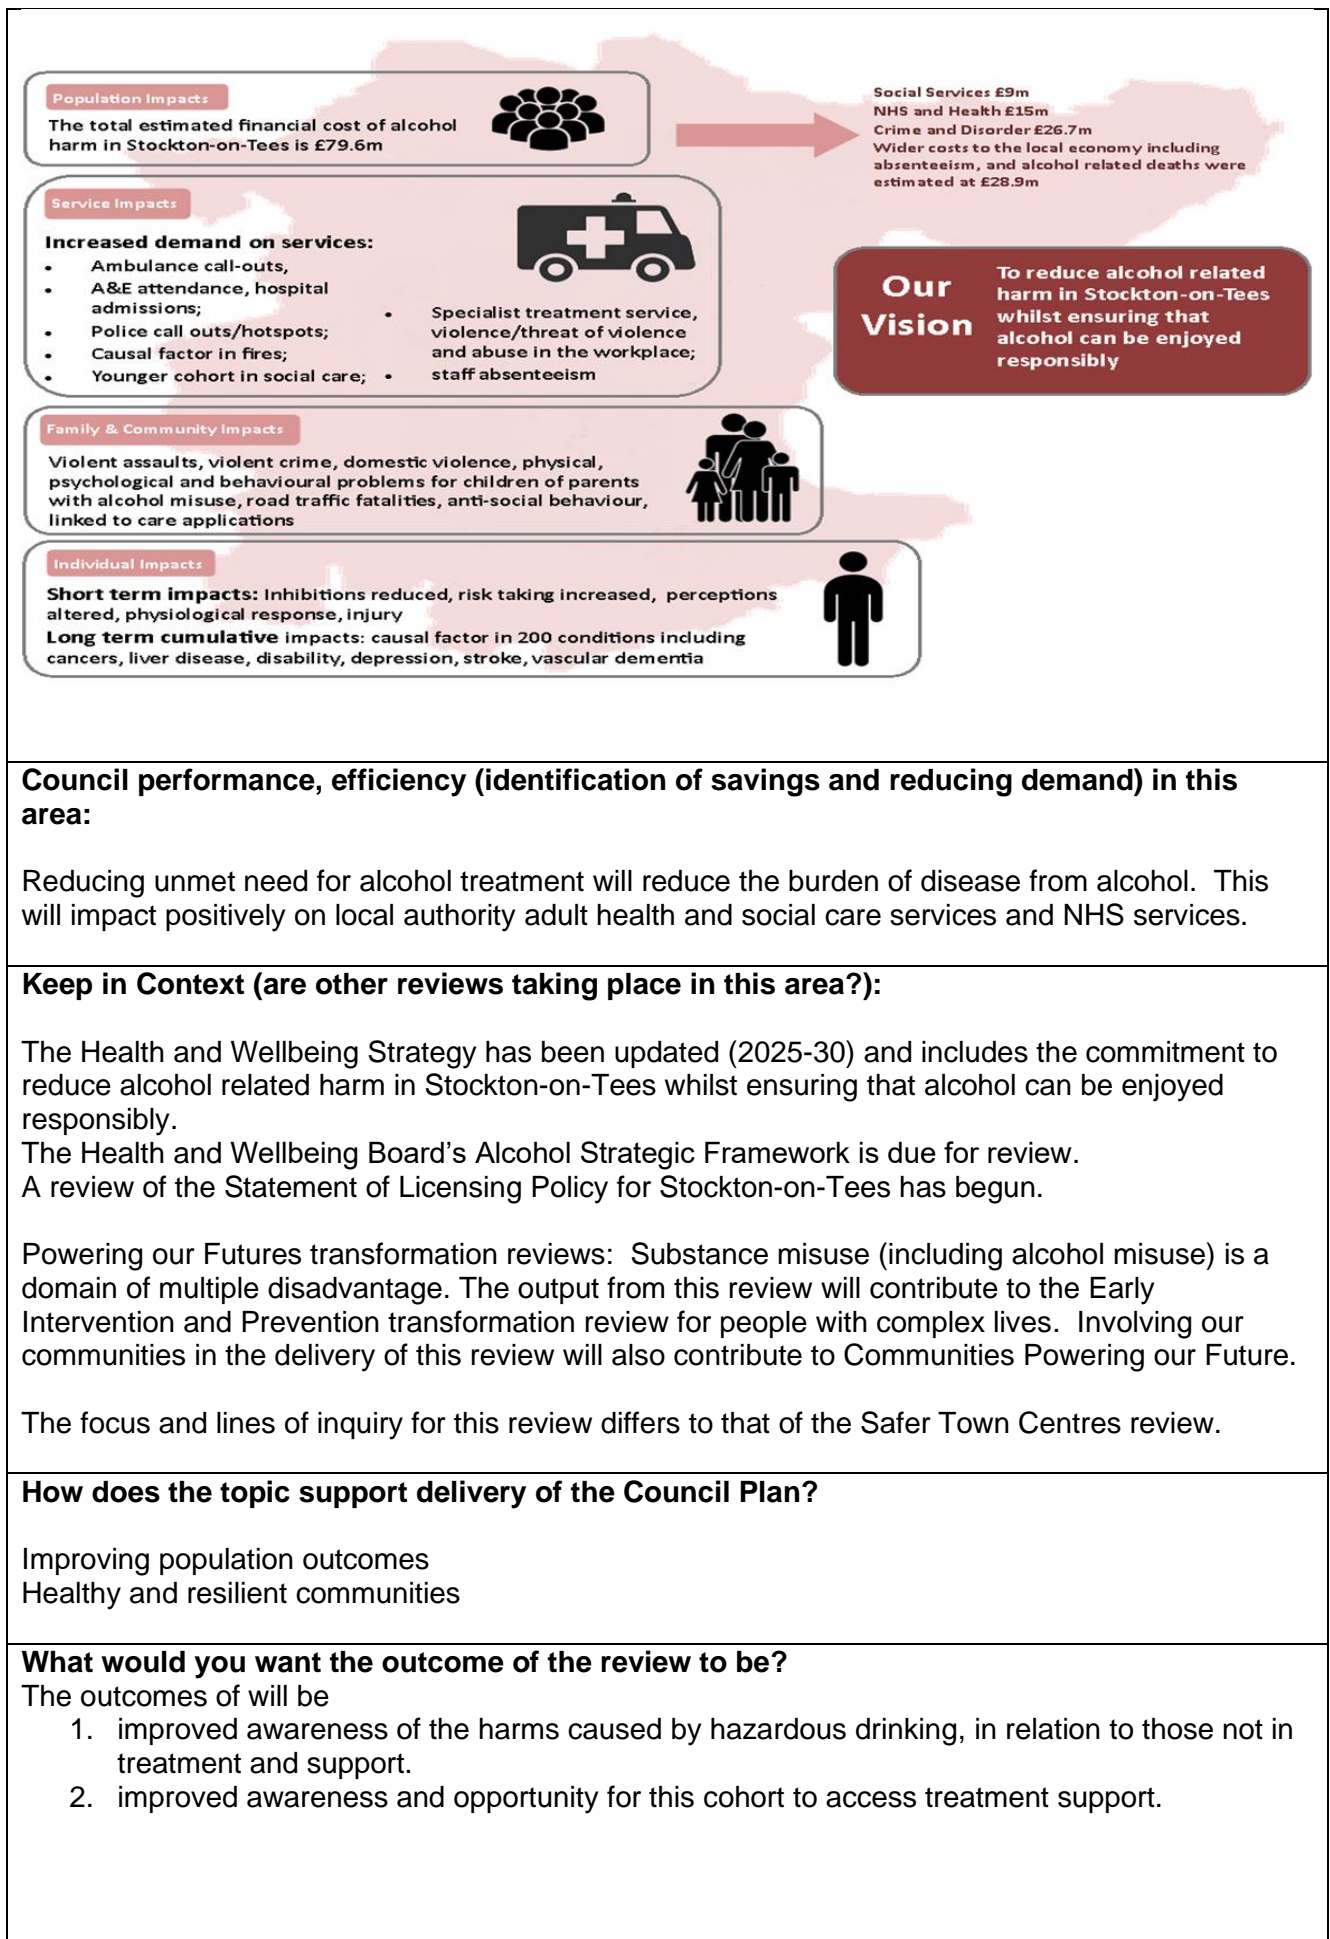 Population Impacts
The total estimated financial cost of alcohol
harm in Stockton-on-Tees is £79.6m
Social Services £9m
NHS and Health £15m
Crime and Disorder £26.7m
Wider costs to the local economy including
absenteeism, and alcohol related deaths were
estimated at £28.9m
Service Impacts
Increased demand on services:
• Ambulance call-outs,
• A&E attendance, hospital
admissions;
• Police call outs/hotspots;
• Causal factor in fires;
• Younger cohort in social care;
• Specialist treatment service,
violence/threat of violence
and abuse in the workplace;
• staff absenteeism
Our
Vision
To reduce alcohol related
harm in Stockton-on-Tees
whilst ensuring that
alcohol can be enjoyed
responsibly
Family & Community Impacts
Violent assaults, violent crime, domestic violence, physical,
psychological and behavioural problems for children of parents
with alcohol misuse, road traffic fatalities, anti-social behaviour,
linked to care applications
Individual Impacts
Short term impacts: Inhibitions reduced, risk taking increased, perceptions
altered, physiological response, injury
Long term cumulative impacts: causal factor in 200 conditions including
cancers, liver disease, disability, depression, stroke, vascular dementia
Council performance, efficiency (identification of savings and reducing demand) in this
area:
Reducing unmet need for alcohol treatment will reduce the burden of disease from alcohol. This
will impact positively on local authority adult health and social care services and NHS services.
Keep in Context (are other reviews taking place in this area?):
The Health and Wellbeing Strategy has been updated (2025-30) and includes the commitment to
reduce alcohol related harm in Stockton-on-Tees whilst ensuring that alcohol can be enjoyed
responsibly.
The Health and Wellbeing Board's Alcohol Strategic Framework is due for review.
A review of the Statement of Licensing Policy for Stockton-on-Tees has begun.
Powering our Futures transformation reviews: Substance misuse (including alcohol misuse) is a
domain of multiple disadvantage. The output from this review will contribute to the Early
Intervention and Prevention transformation review for people with complex lives. Involving our
communities in the delivery of this review will also contribute to Communities Powering our Future.
The focus and lines of inquiry for this review differs to that of the Safer Town Centres review.
How does the topic support delivery of the Council Plan?
Improving population outcomes
Healthy and resilient communities
What would you want the outcome of the review to be?
The outcomes of will be
1. improved awareness of the harms caused by hazardous drinking, in relation to those not in
treatment and support.
2. improved awareness and opportunity for this cohort to access treatment support.